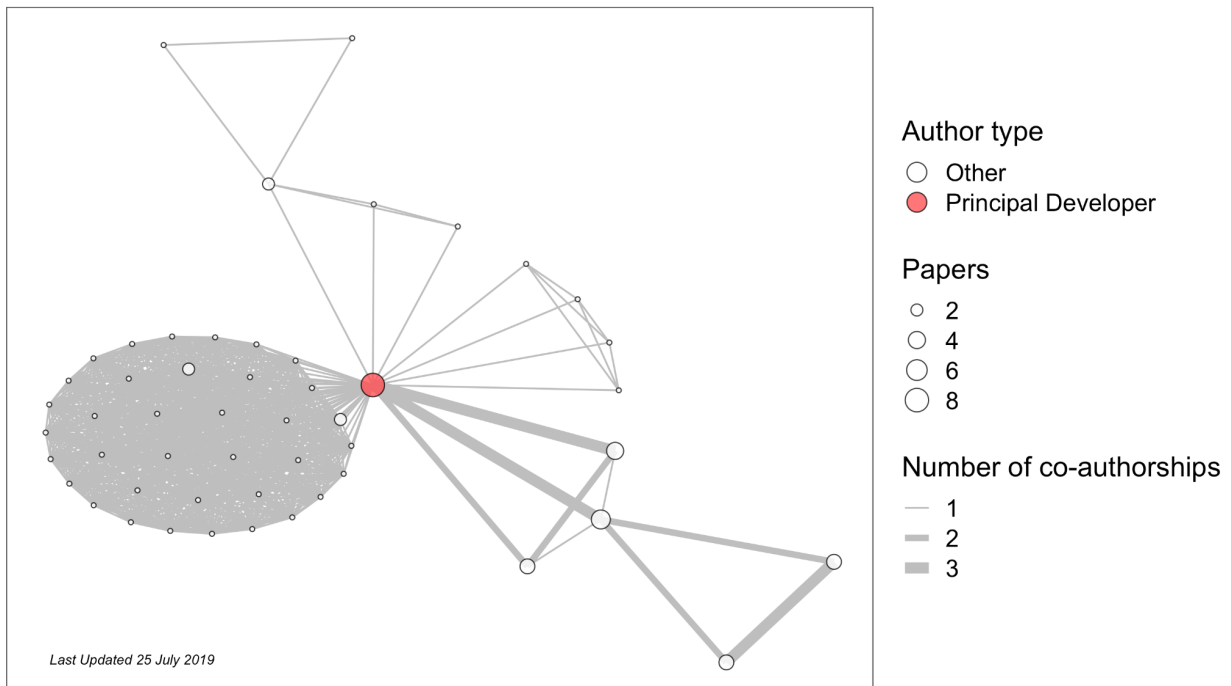 Author type
Other
Principal Developer
Papers
2
4
6
8
Number of co-authorships
1
2
3
Last Updated 25 July 2019